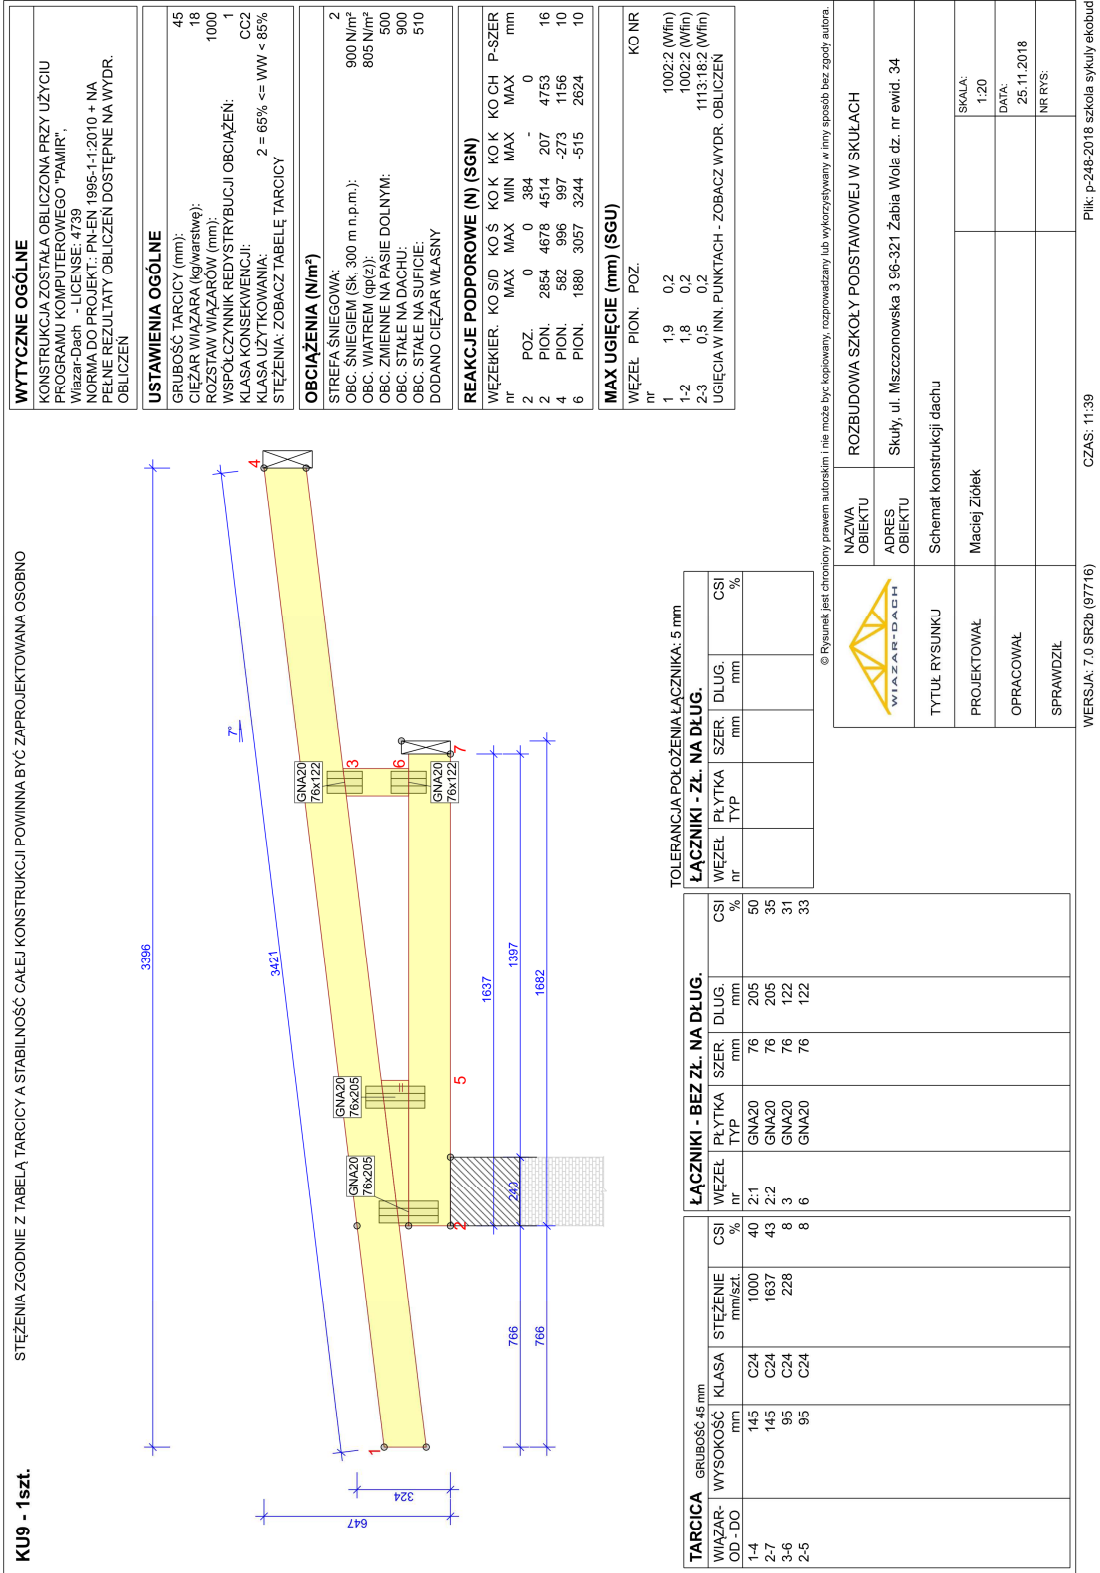 KU9 - 1szt.
STĘŻENIA ZGODNIE Z TABELĄ TARCICY A STABILNOŚĆ CAŁEJ KONSTRUKCJI POWINNA BYĆ ZAPROJEKTOWANA OSOBNO
3396
3421
7°
1
2
3
4
5
6
7
GNA20
76x205
GNA20
76x205
GNA20
76x122
GNA20
76x122
647
324
766
766
240
1637
1397
1682
WYTYCZNE OGÓLNE
KONSTRUKCJA ZOSTAŁA OBLICZONA PRZY UŻYCIU
PROGRAMU KOMPUTEROWEGO "PAMIR",
Wiazar-Dach - LICENSE: 4739
NORMA DO PROJEKT.: PN-EN 1995-1-1:2010 + NA
PEŁNE REZULTATY OBLICZEŃ DOSTĘPNE NA WYDR.
OBLICZEŃ
USTAWIENIA OGÓLNE
GRUBOŚĆ TARCICY (mm): 45
CIĘŻAR WIĄZARA (kg/warstwę): 18
ROZSTAW WIĄZARÓW (mm): 1000
WSPÓŁCZYNNIK REDYSTRYBUCJI OBCIĄŻEŃ: 1
KLASA KONSEKWENCJI: CC2
KLASA UŻYTKOWANIA: 2 = 65% <= WW < 85%
STĘŻENIA: ZOBACZ TABELĘ TARCICY
OBCIĄŻENIA (N/m²)
STREFA ŚNIEGOWA: 2
OBC. ŚNIEGIEM (Sk, 300 m n.p.m.): 900 N/m²
OBC. WIATREM (qp(z)): 805 N/m²
OBC. ZMIENNE NA PASIE DOLNYM: 500
OBC. STAŁE NA DACHU: 900
OBC. STAŁE NA SUFICIE: 510
DODANO CIĘŻAR WŁASNY
REAKCJE PODPOROWE (N) (SGN)
WĘZEŁ KIER. KO S/D KO Ś KO K KO K KO CH P-SZER
nr MAX MAX MIN MAX MAX mm
2 POZ. 0 0 384 - 0
2 PION. 2854 4678 4514 207 4753 16
4 PION. 582 996 997 -273 1156 10
6 PION. 1880 3057 3244 -515 2624 10
MAX UGIĘCIE (mm) (SGU)
WĘZEŁ PION. POZ. KO NR
nr
1 1,9 0,2 1002:2 (Wfin)
1-2 1,8 0,2 1002:2 (Wfin)
2-3 0,5 0,2 1113:18:2 (Wfin)
UGIĘCIA W INN. PUNKTACH - ZOBACZ WYDR. OBLICZEŃ
TARCICA GRUBOŚĆ 45 mm
WIĄZAR- WYSOKOŚĆ KLASA STĘŻENIE CSI
OD - DO mm mm/szt. %
1-4 145 C24 1000 40
2-7 145 C24 1637 43
3-6 95 C24 228 8
2-5 95 C24 8
ŁĄCZNIKI - BEZ ZŁ. NA DŁUG.
WĘZEŁ PŁYTKA SZER. DLUG. CSI
nr TYP mm mm %
2:1 GNA20 76 205 50
2:2 GNA20 76 205 35
3 GNA20 76 122 31
6 GNA20 76 122 33
TOLERANCJA POŁOŻENIA ŁĄCZNIKA: 5 mm
ŁĄCZNIKI - ZŁ. NA DŁUG.
WĘZEŁ PŁYTKA SZER. DLUG. CSI
nr TYP mm mm %
© Rysunek jest chroniony prawem autorskim i nie może być kopiowany, rozprowadzany lub wykorzystywany w inny sposób bez zgody autora.
WIAZAR-DACH
NAZWA OBIEKTU ROZBUDOWA SZKOŁY PODSTAWOWEJ W SKUŁACH
ADRES OBIEKTU Skuły, ul. Mszczonowska 3 96-321 Żabia Wola dz. nr ewid. 34
TYTUŁ RYSUNKU Schemat konstrukcji dachu
PROJEKTOWAŁ Maciej Ziółek
SKALA: 1:20
OPRACOWAŁ
DATA: 25.11.2018
SPRAWDZIŁ
NR RYS:
WERSJA: 7.0 SR2b (97716) CZAS: 11:39 Plik: p-248-2018 szkola sykuly ekobud